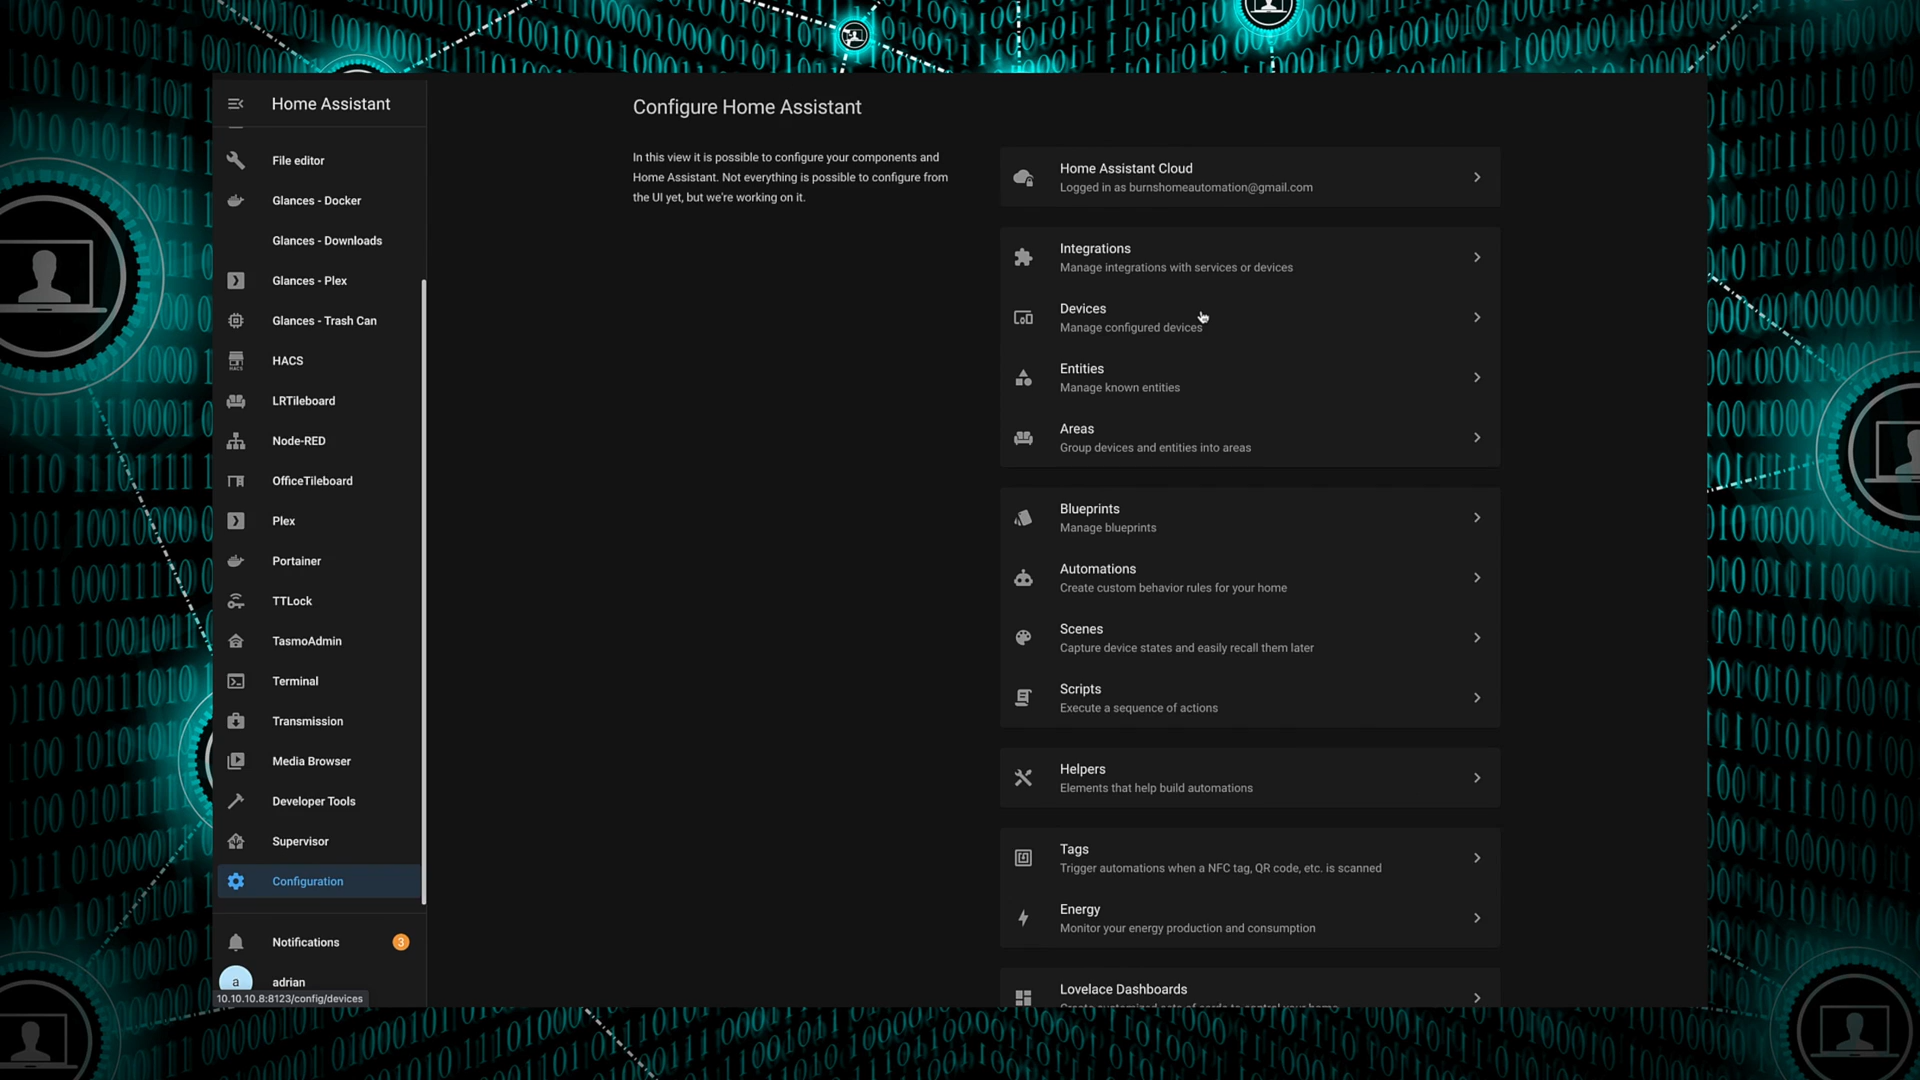 Home Assistant
File editor
Glances - Docker
Glances - Downloads
Glances - Plex
Glances - Trash Can
HACS
HACS
LRTileboard
Node-RED
OfficeTileboard
Plex
Portainer
TTLock
TasmoAdmin
Terminal
Transmission
Media Browser
Developer Tools
Supervisor
Configuration
Notifications 3
a adrian
10.10.10.8:8123/config/devices
Configure Home Assistant
In this view it is possible to configure your components and
Home Assistant. Not everything is possible to configure from
the UI yet, but we're working on it.
Home Assistant Cloud
Logged in as burnshomeautomation@gmail.com
Integrations
Manage integrations with services or devices
Devices
Manage configured devices
Entities
Manage known entities
Areas
Group devices and entities into areas
Blueprints
Manage blueprints
Automations
Create custom behavior rules for your home
Scenes
Capture device states and easily recall them later
Scripts
Execute a sequence of actions
Helpers
Elements that help build automations
Tags
Trigger automations when a NFC tag, QR code, etc. is scanned
Energy
Monitor your energy production and consumption
Lovelace Dashboards